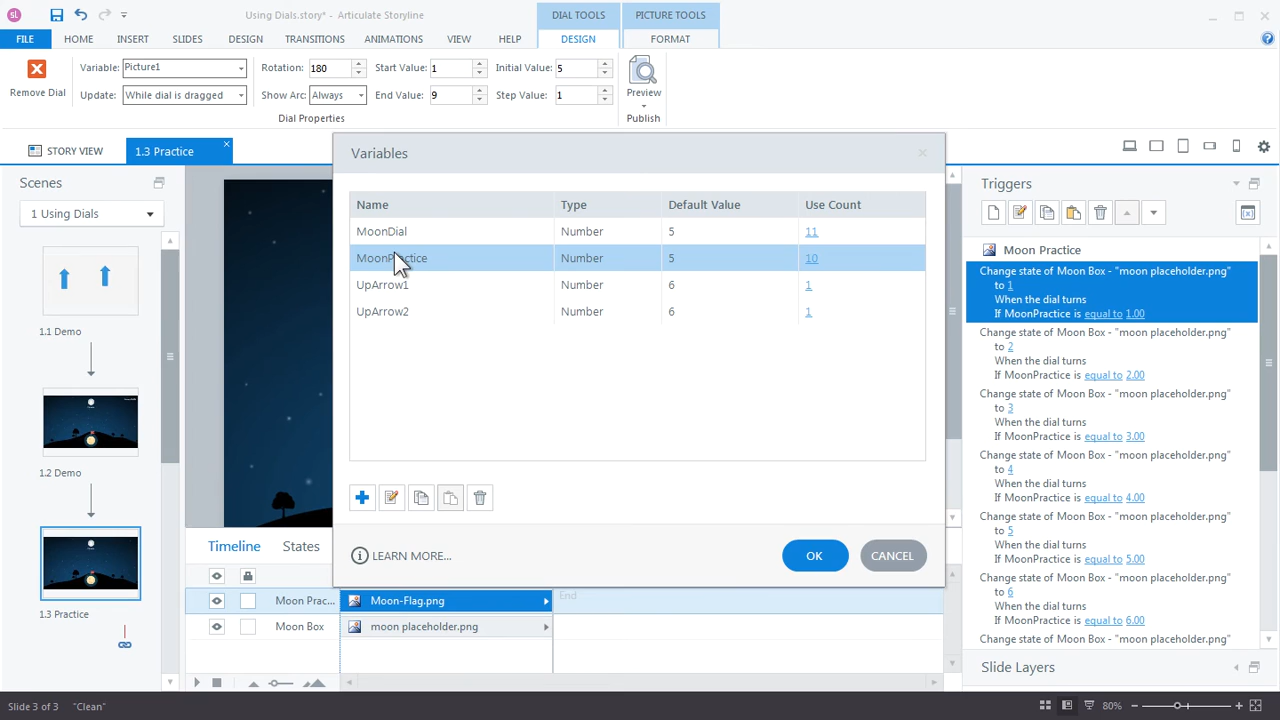 sl
Using Dials.story* - Articulate Storyline
DIAL TOOLS
PICTURE TOOLS
FILE
HOME
INSERT
SLIDES
DESIGN
TRANSITIONS
ANIMATIONS
VIEW
HELP
DESIGN
FORMAT
Remove Dial
Variable: Picture1
Update: While dial is dragged
Rotation: 180
Show Arc: Always
Start Value: 1
End Value: 9
Initial Value: 5
Step Value: 1
Dial Properties
Preview
Publish
STORY VIEW
1.3 Practice
Scenes
1 Using Dials
1.1 Demo
1.2 Demo
1.3 Practice
Variables
Name Type Default Value Use Count
MoonDial Number 5 11
MoonPractice Number 5 10
UpArrow1 Number 6 1
UpArrow2 Number 6 1
LEARN MORE...
OK
CANCEL
Timeline
States
Moon Prac... Moon-Flag.png End ...
Moon Box moon placeholder.png
Triggers
Moon Practice
Change state of Moon Box - "moon placeholder.png"
to 1
When the dial turns
If MoonPractice is equal to 1.00
Change state of Moon Box - "moon placeholder.png"
to 2
When the dial turns
If MoonPractice is equal to 2.00
Change state of Moon Box - "moon placeholder.png"
to 3
When the dial turns
If MoonPractice is equal to 3.00
Change state of Moon Box - "moon placeholder.png"
to 4
When the dial turns
If MoonPractice is equal to 4.00
Change state of Moon Box - "moon placeholder.png"
to 5
When the dial turns
If MoonPractice is equal to 5.00
Change state of Moon Box - "moon placeholder.png"
to 6
When the dial turns
If MoonPractice is equal to 6.00
Change state of Moon Box - "moon placeholder.png"
Slide Layers
Slide 3 of 3 "Clean"
80%